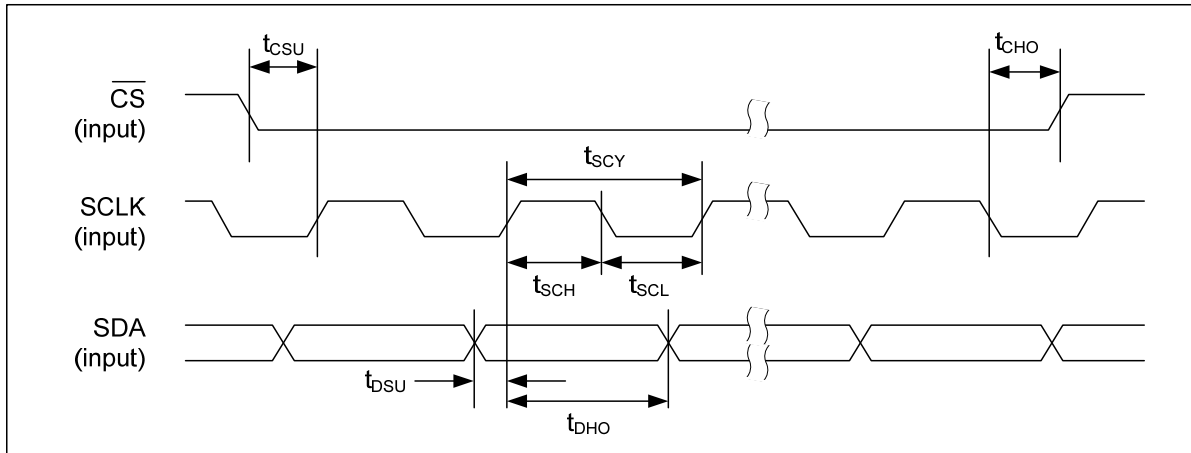 tCSU
tCHO
CS
(input)
tSCY
SCLK
(input)
tSCH
tSCL
SDA
(input)
tDSU
tDHO